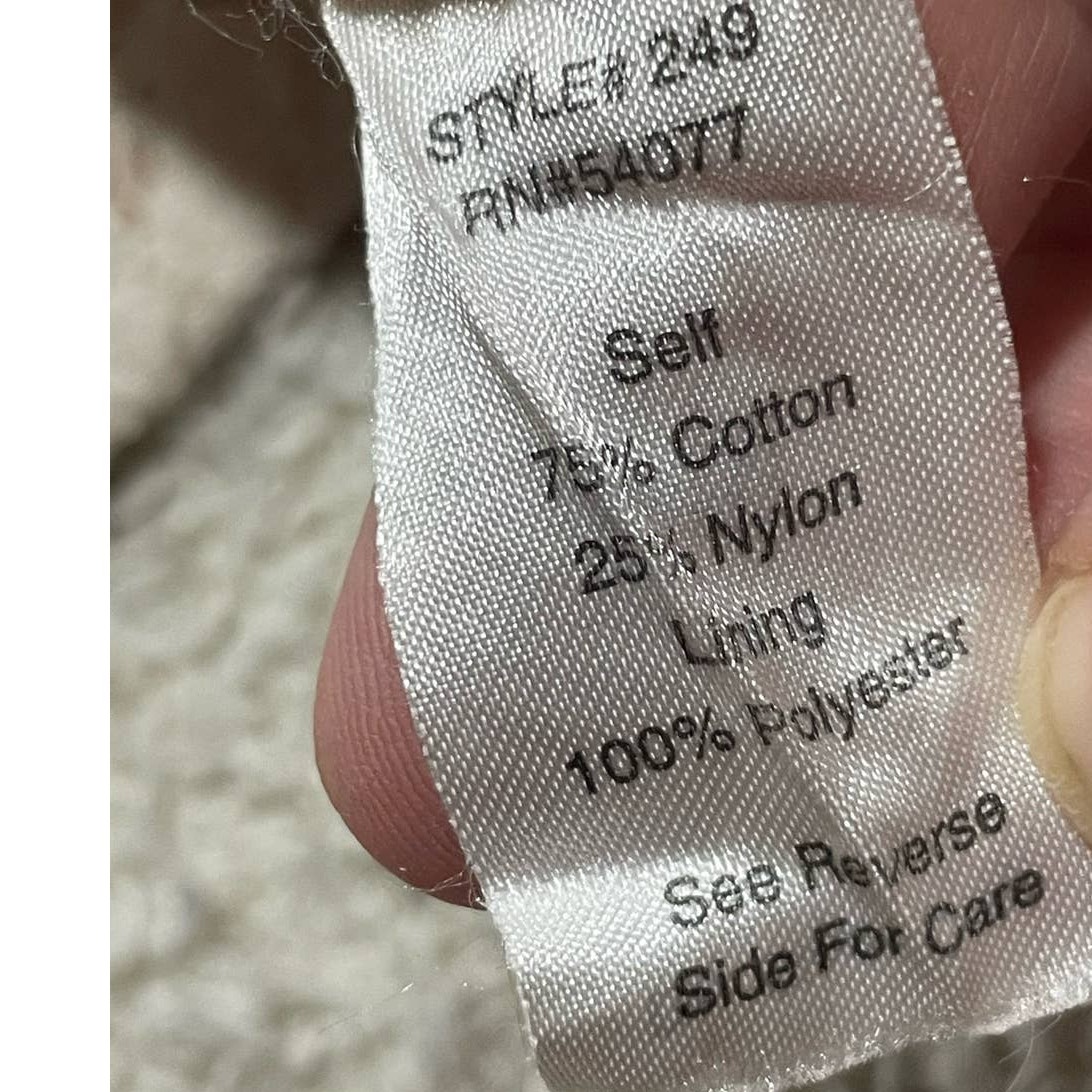 STYLE# 249
RN#54077
Self
75% Cotton
25% Nylon
Lining
100% Polyester
See Reverse
Side For Care